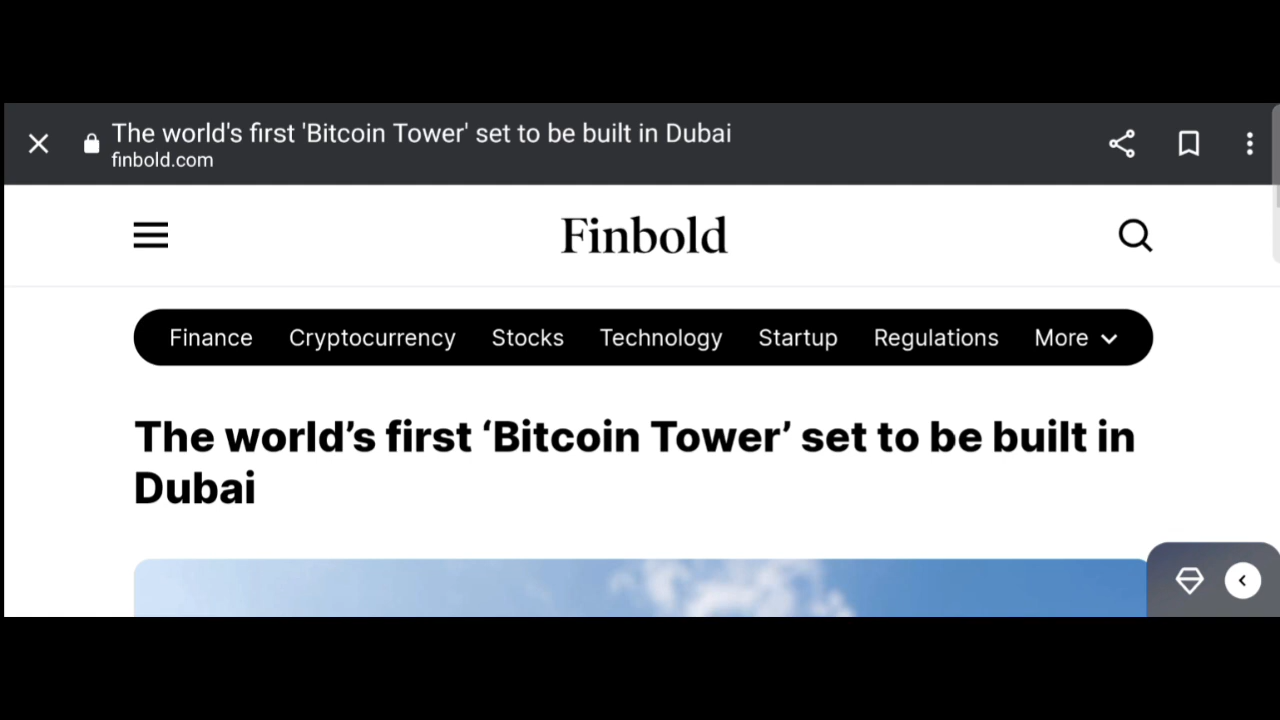 The world's first 'Bitcoin Tower' set to be built in Dubai
finbold.com
Finbold
Finance Cryptocurrency Stocks Technology Startup Regulations More
The world’s first ‘Bitcoin Tower’ set to be built in
Dubai